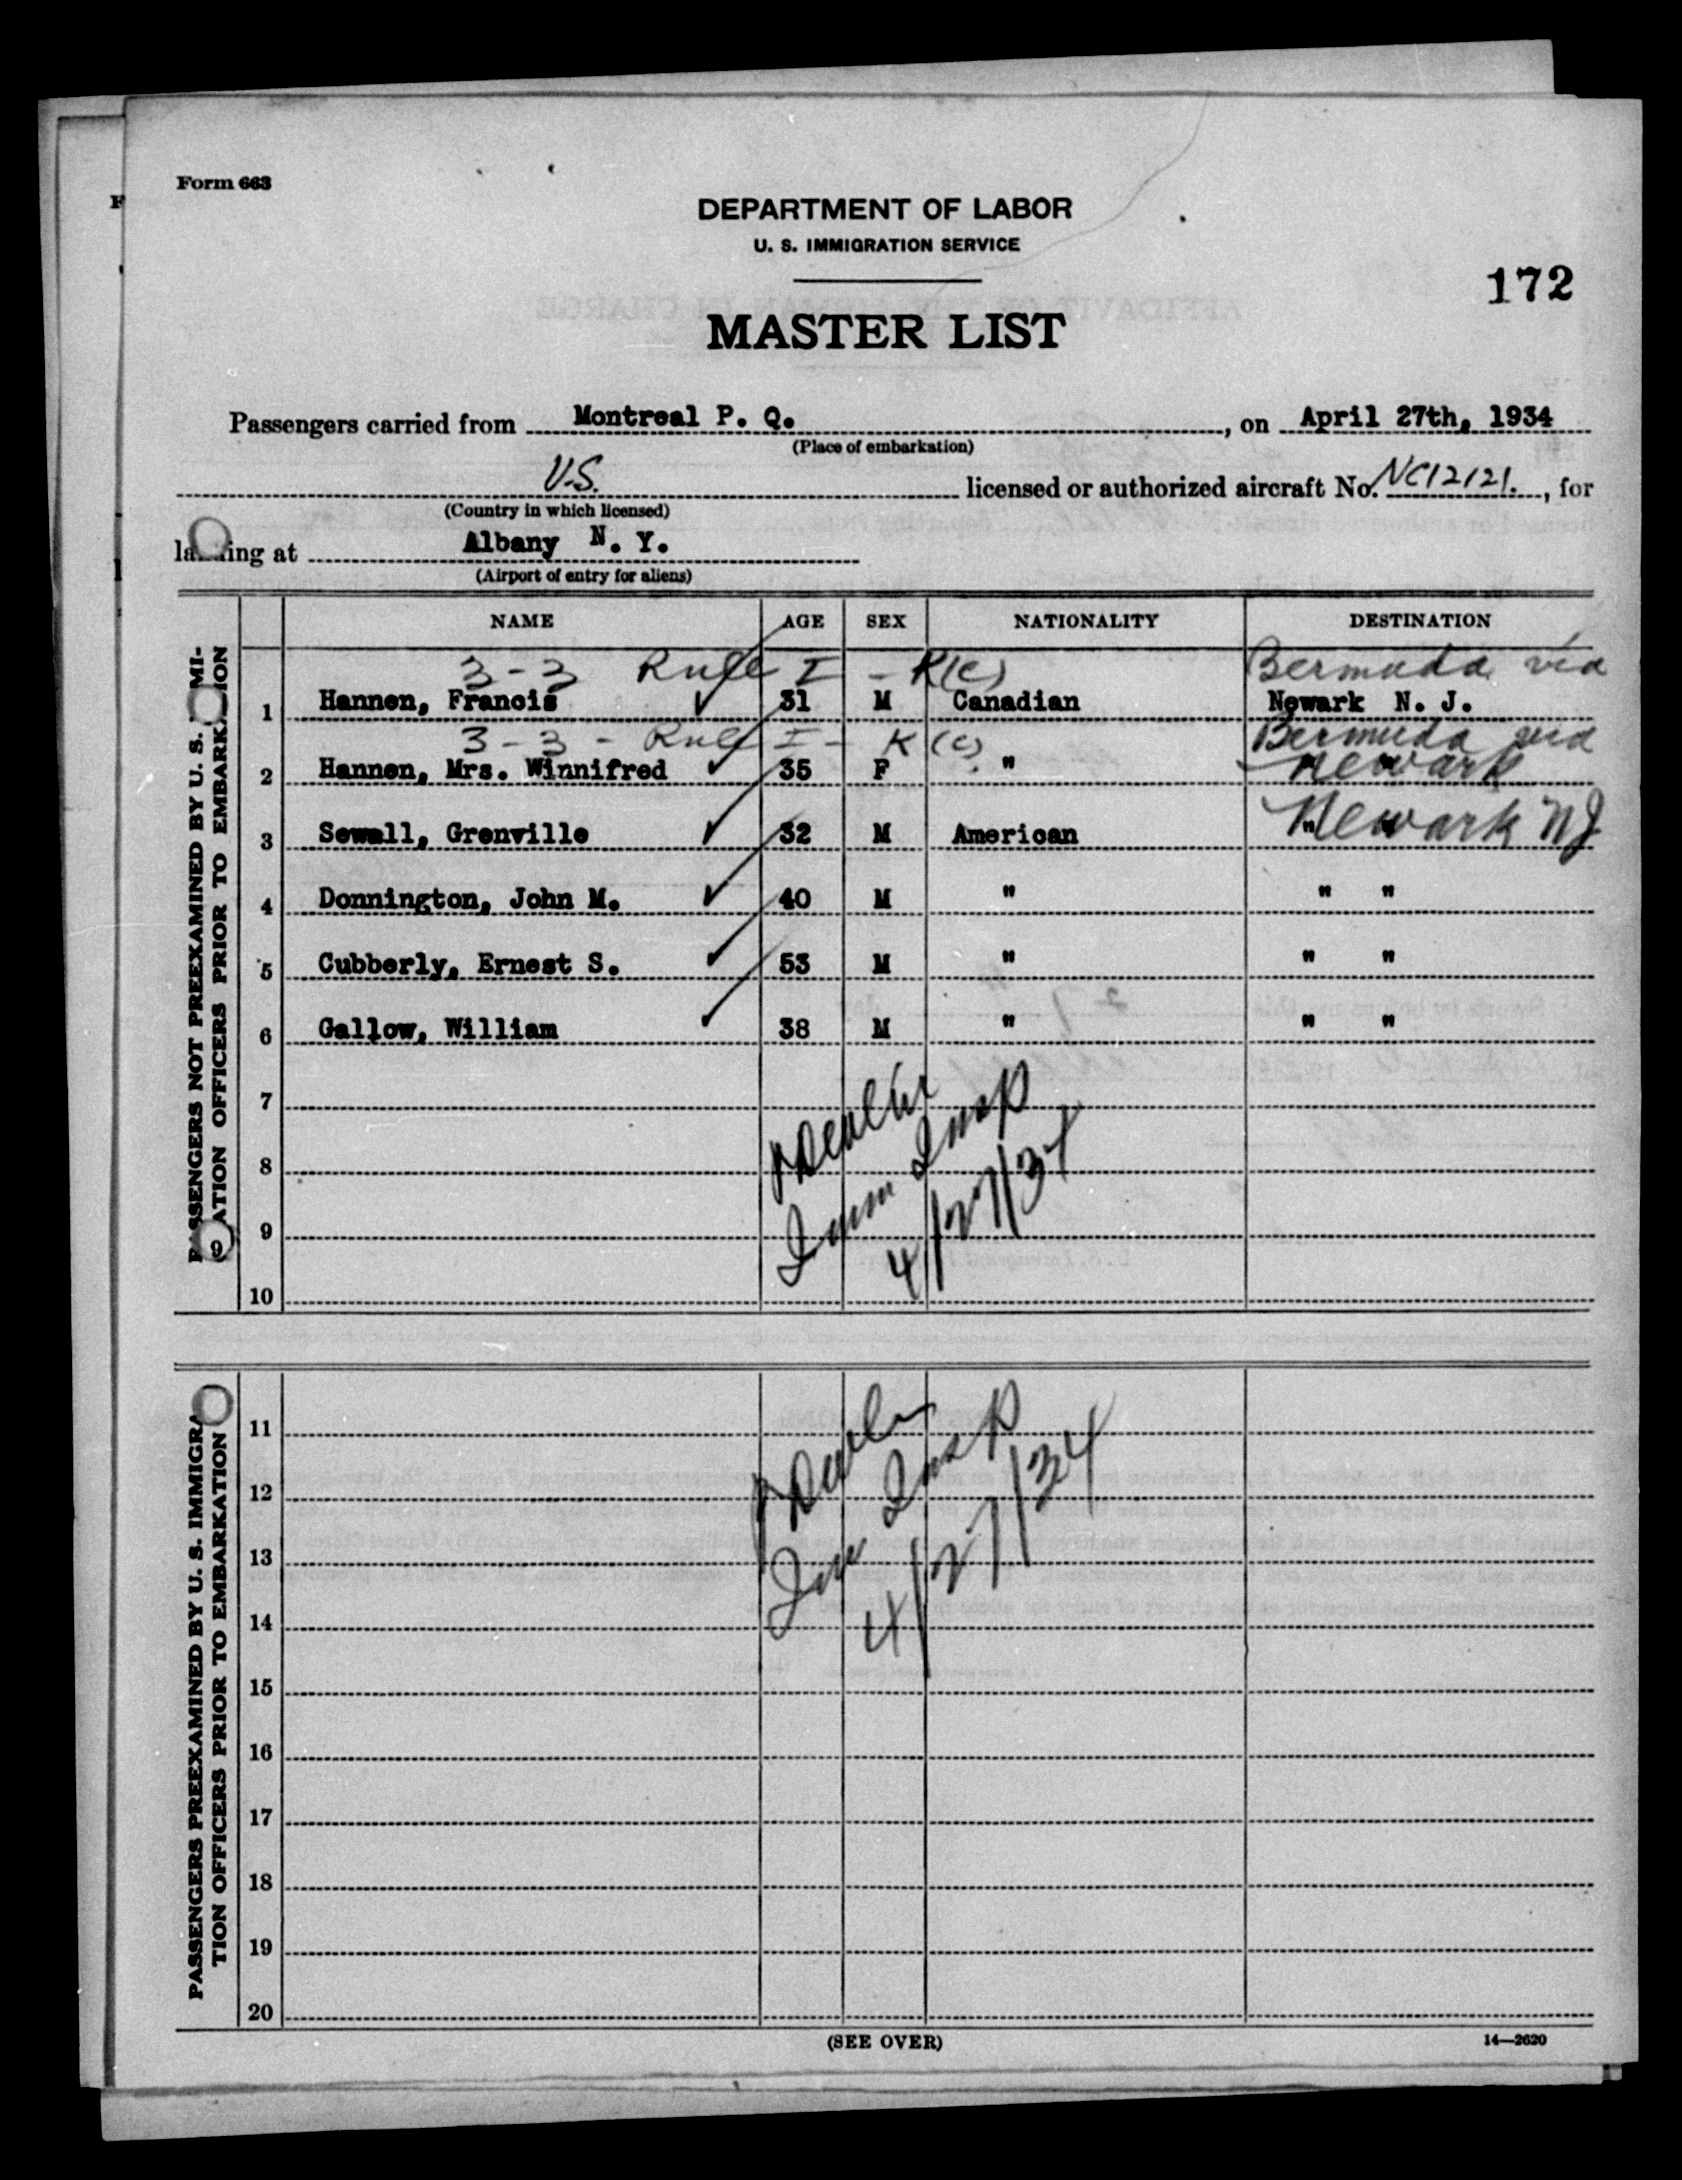 Form 663
DEPARTMENT OF LABOR
U. S. IMMIGRATION SERVICE
172
MASTER LIST
Passengers carried from Montreal P. Q., on April 27th, 1934
(Place of embarkation)
U.S. licensed or authorized aircraft No. NC12121., for
(Country in which licensed)
landing at Albany N. Y.
(Airport of entry for aliens)
NAME AGE SEX NATIONALITY DESTINATION
PASSENGERS NOT PREEXAMINED BY U. S. IMMI-
GRATION OFFICERS PRIOR TO EMBARKATION
3-3 Rule I - K(c) Bermuda via
1 Hannen, Francis 31 M Canadian Newark N. J.
3-3 - Rule I - K(c) Bermuda via
2 Hannen, Mrs. Winnifred 35 F " Newark
3 Sewall, Grenville 32 M American " " Newark NJ
4 Donnington, John M. 40 M " " "
5 Cubberly, Ernest S. 53 M " " "
6 Gallow, William 38 M " " "
7
8
9
10
Imm Insp
4/27/34
PASSENGERS PREEXAMINED BY U. S. IMMIGRA-
TION OFFICERS PRIOR TO EMBARKATION
11
12
13
14
15
16
17
18
19
20
Imm Insp
4/27/34
(SEE OVER)
14—2620